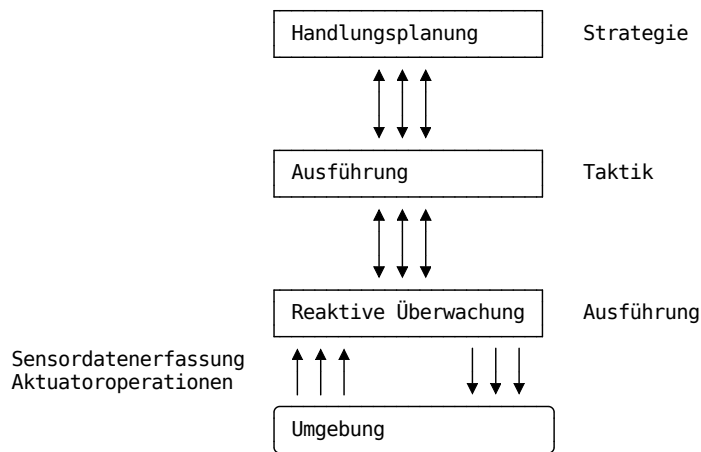 Handlungsplanung Strategie
Ausführung Taktik
Reaktive Überwachung Ausführung
Sensordatenerfassung
Aktuatoroperationen
Umgebung